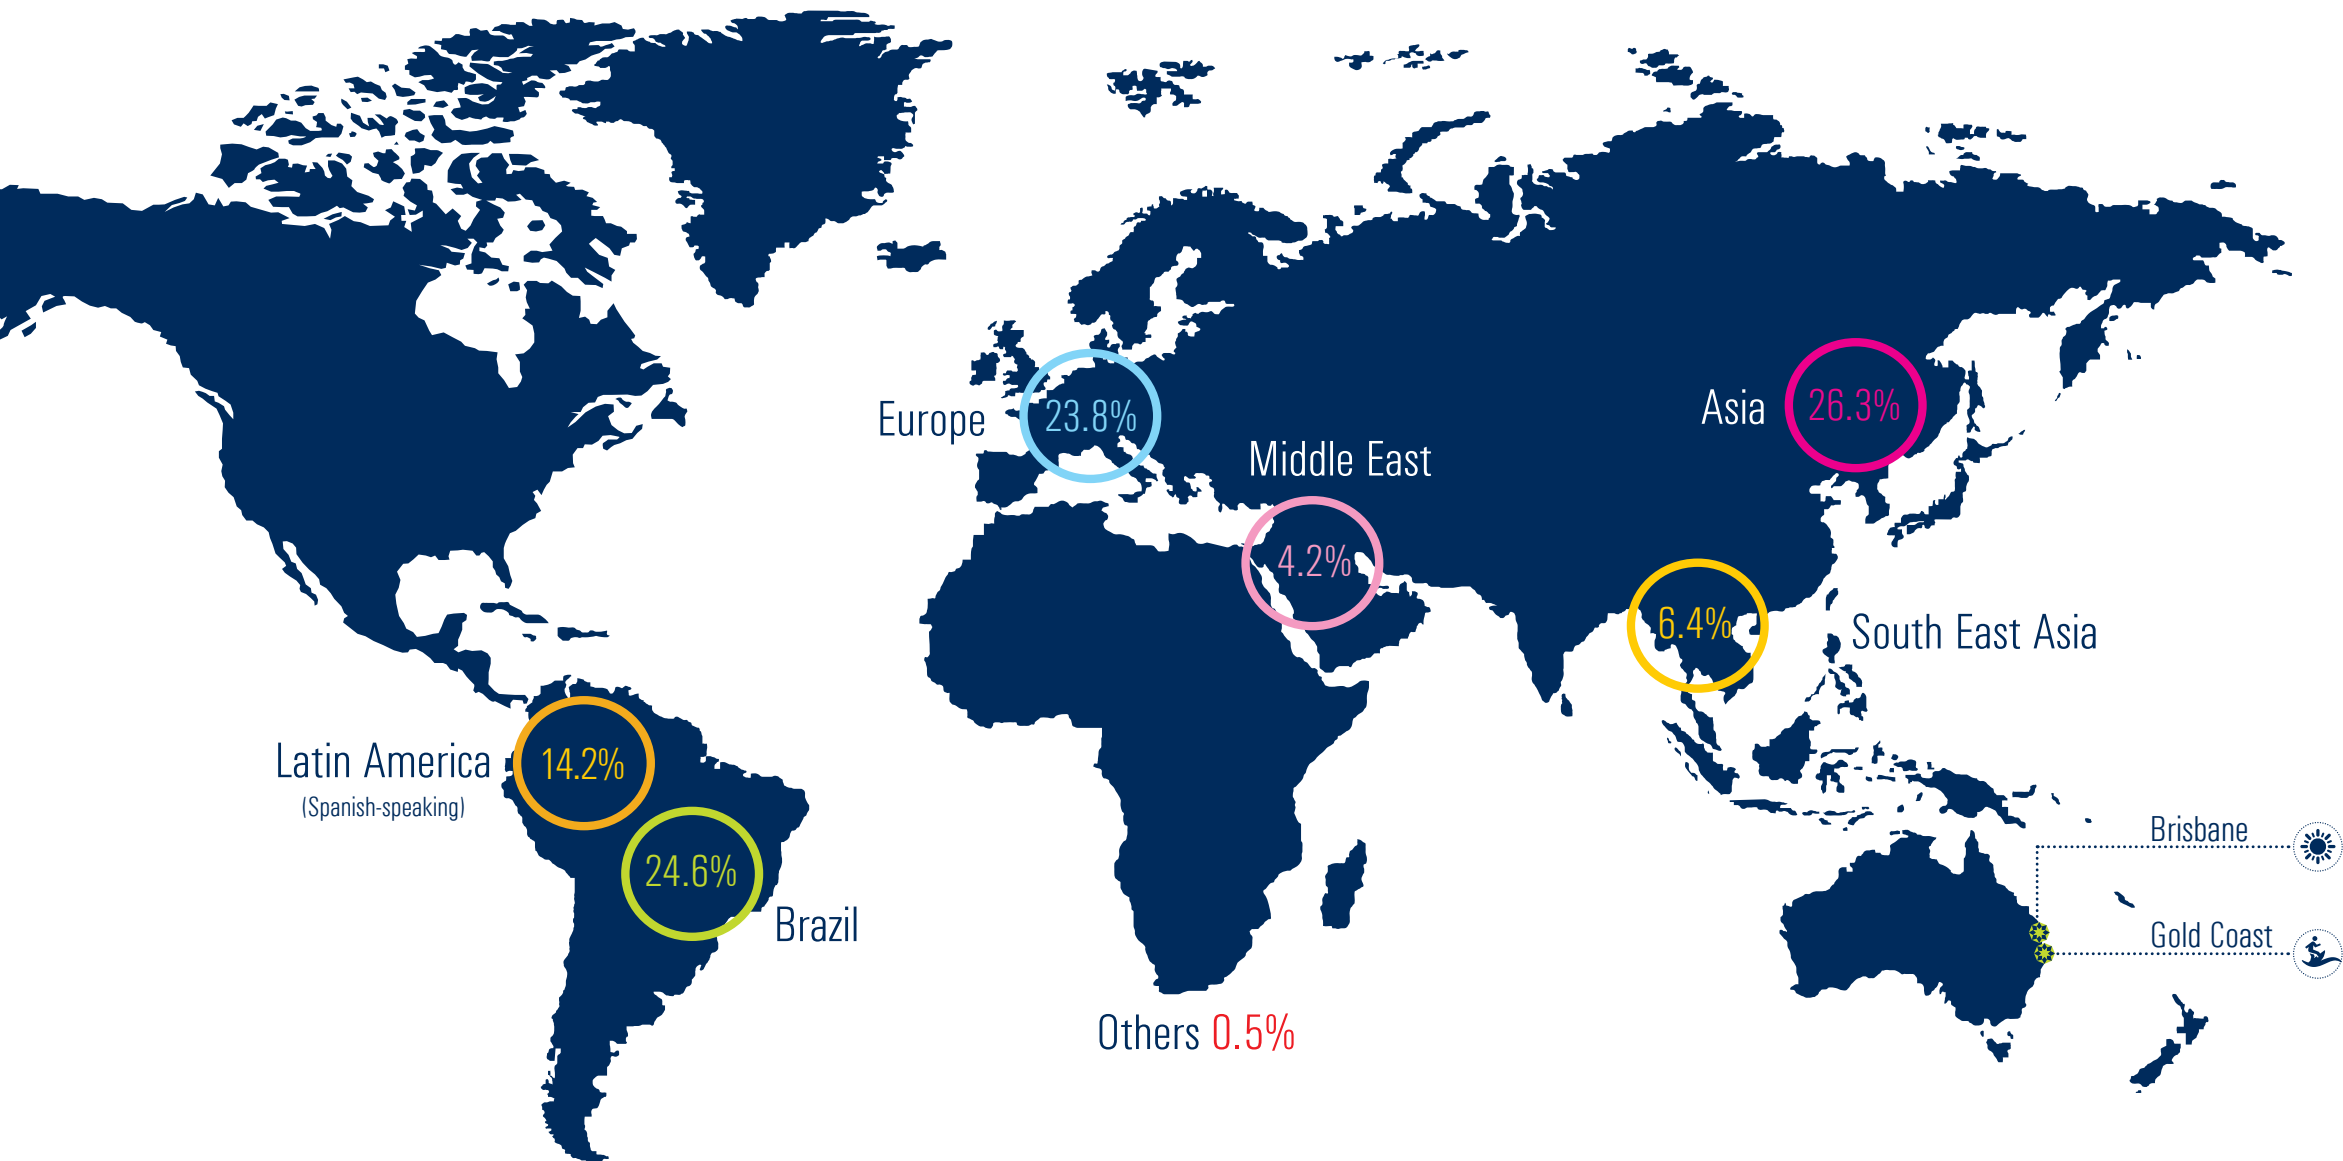 Europe
23.8%
Asia
26.3%
Middle East
4.2%
6.4%
South East Asia
Latin America
(Spanish-speaking)
14.2%
24.6%
Brazil
Brisbane
Gold Coast
Others 0.5%